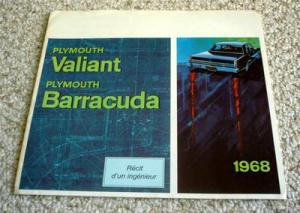 PLYMOUTH
Valiant
PLYMOUTH
Barracuda
Récit
d'un ingénieur
1968